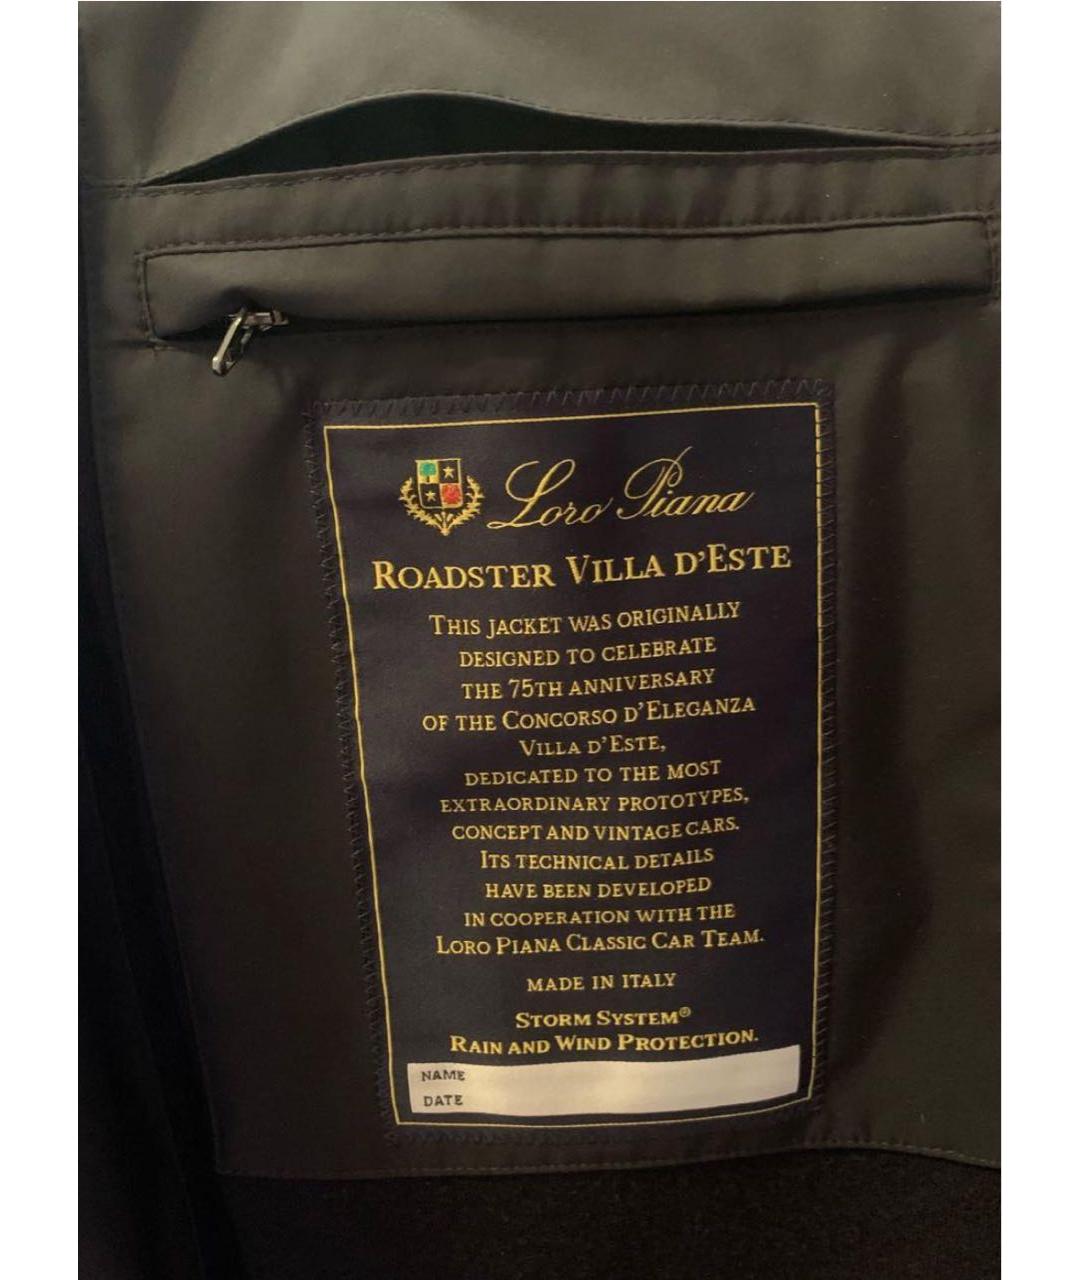 Loro Piana
ROADSTER VILLA D'ESTE
THIS JACKET WAS ORIGINALLY
DESIGNED TO CELEBRATE
THE 75TH ANNIVERSARY
OF THE CONCORSO D'ELEGANZA
VILLA D'ESTE,
DEDICATED TO THE MOST
EXTRAORDINARY PROTOTYPES,
CONCEPT AND VINTAGE CARS.
ITS TECHNICAL DETAILS
HAVE BEEN DEVELOPED
IN COOPERATION WITH THE
LORO PIANA CLASSIC CAR TEAM.
MADE IN ITALY
STORM SYSTEM®
RAIN AND WIND PROTECTION.
NAME
DATE